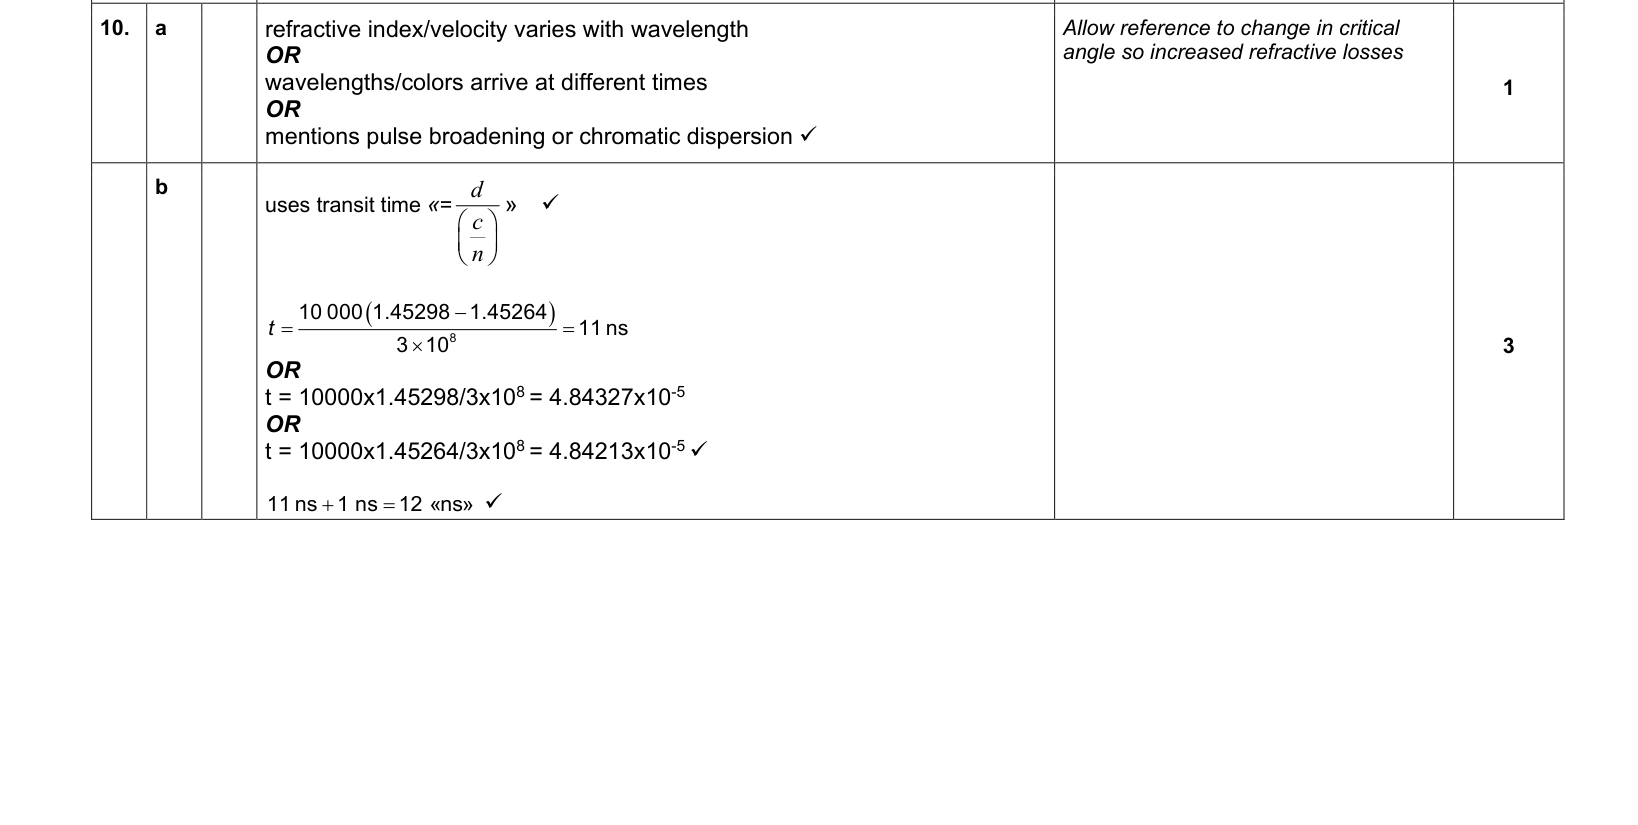 10. a refractive index/velocity varies with wavelength
OR
wavelengths/colors arrive at different times
OR
mentions pulse broadening or chromatic dispersion ✓
Allow reference to change in critical
angle so increased refractive losses
1
b
uses transit time «= d / (c / n) » ✓
t = 10 000(1.45298 – 1.45264) / 3 × 10⁸ = 11 ns
OR
t = 10000x1.45298/3x10⁸ = 4.84327x10⁻⁵
OR
t = 10000x1.45264/3x10⁸ = 4.84213x10⁻⁵ ✓
11 ns + 1 ns = 12 «ns» ✓
3